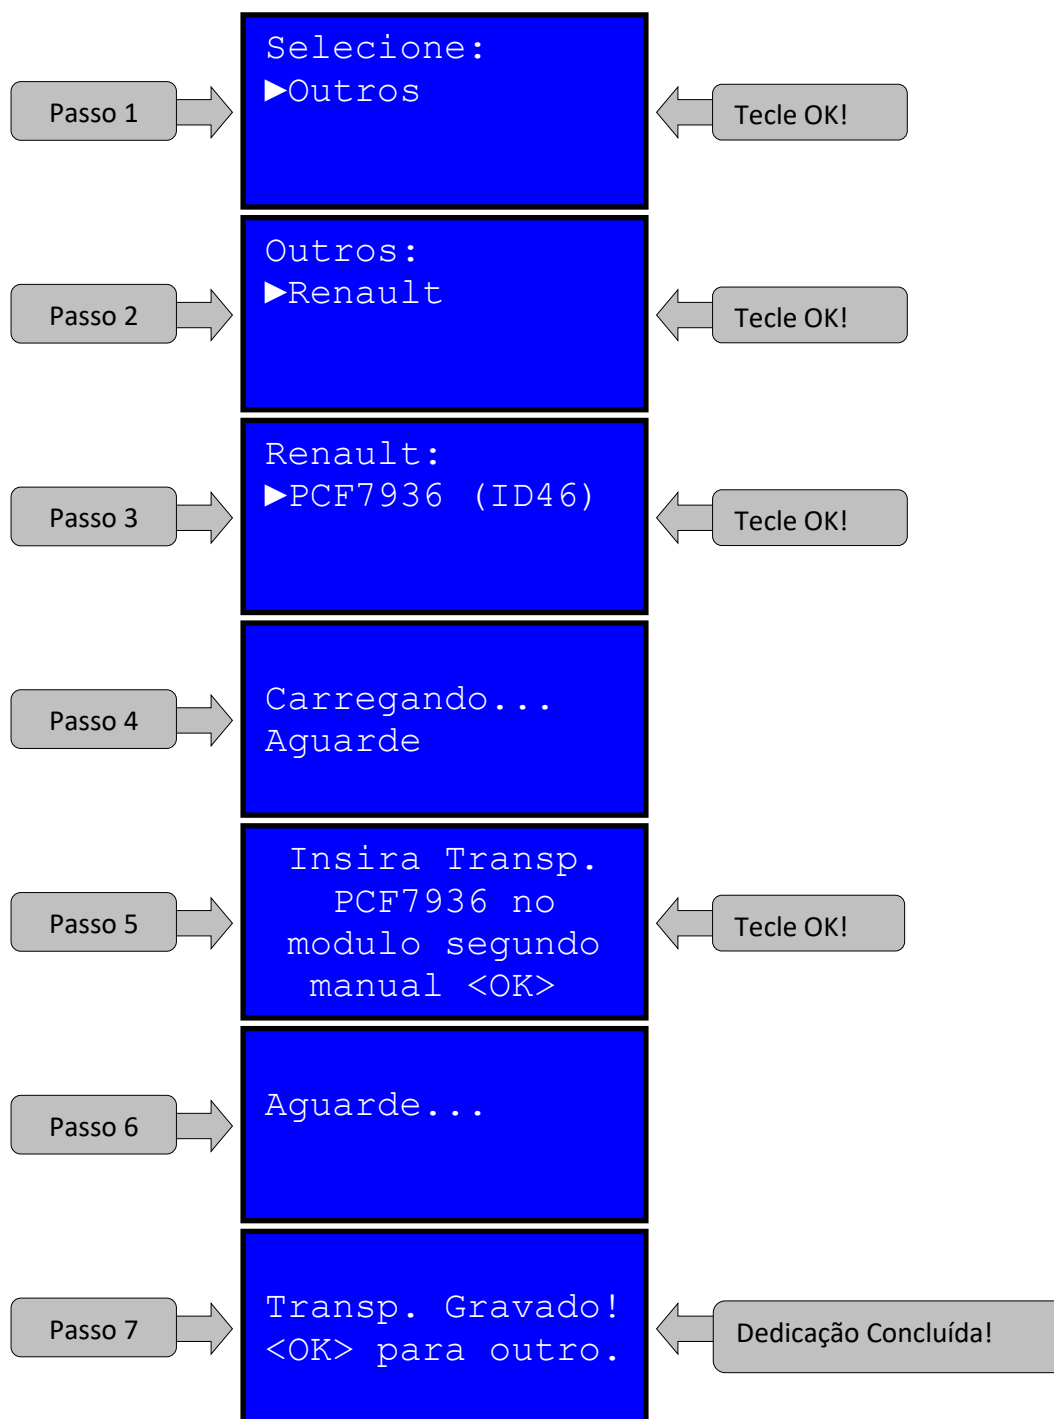 Passo 1
Selecione:
►Outros
Tecle OK!
Passo 2
Outros:
►Renault
Tecle OK!
Passo 3
Renault:
►PCF7936 (ID46)
Tecle OK!
Passo 4
Carregando...
Aguarde
Passo 5
Insira Transp.
PCF7936 no
modulo segundo
manual <OK>
Tecle OK!
Passo 6
Aguarde...
Passo 7
Transp. Gravado!
<OK> para outro.
Dedicação Concluída!